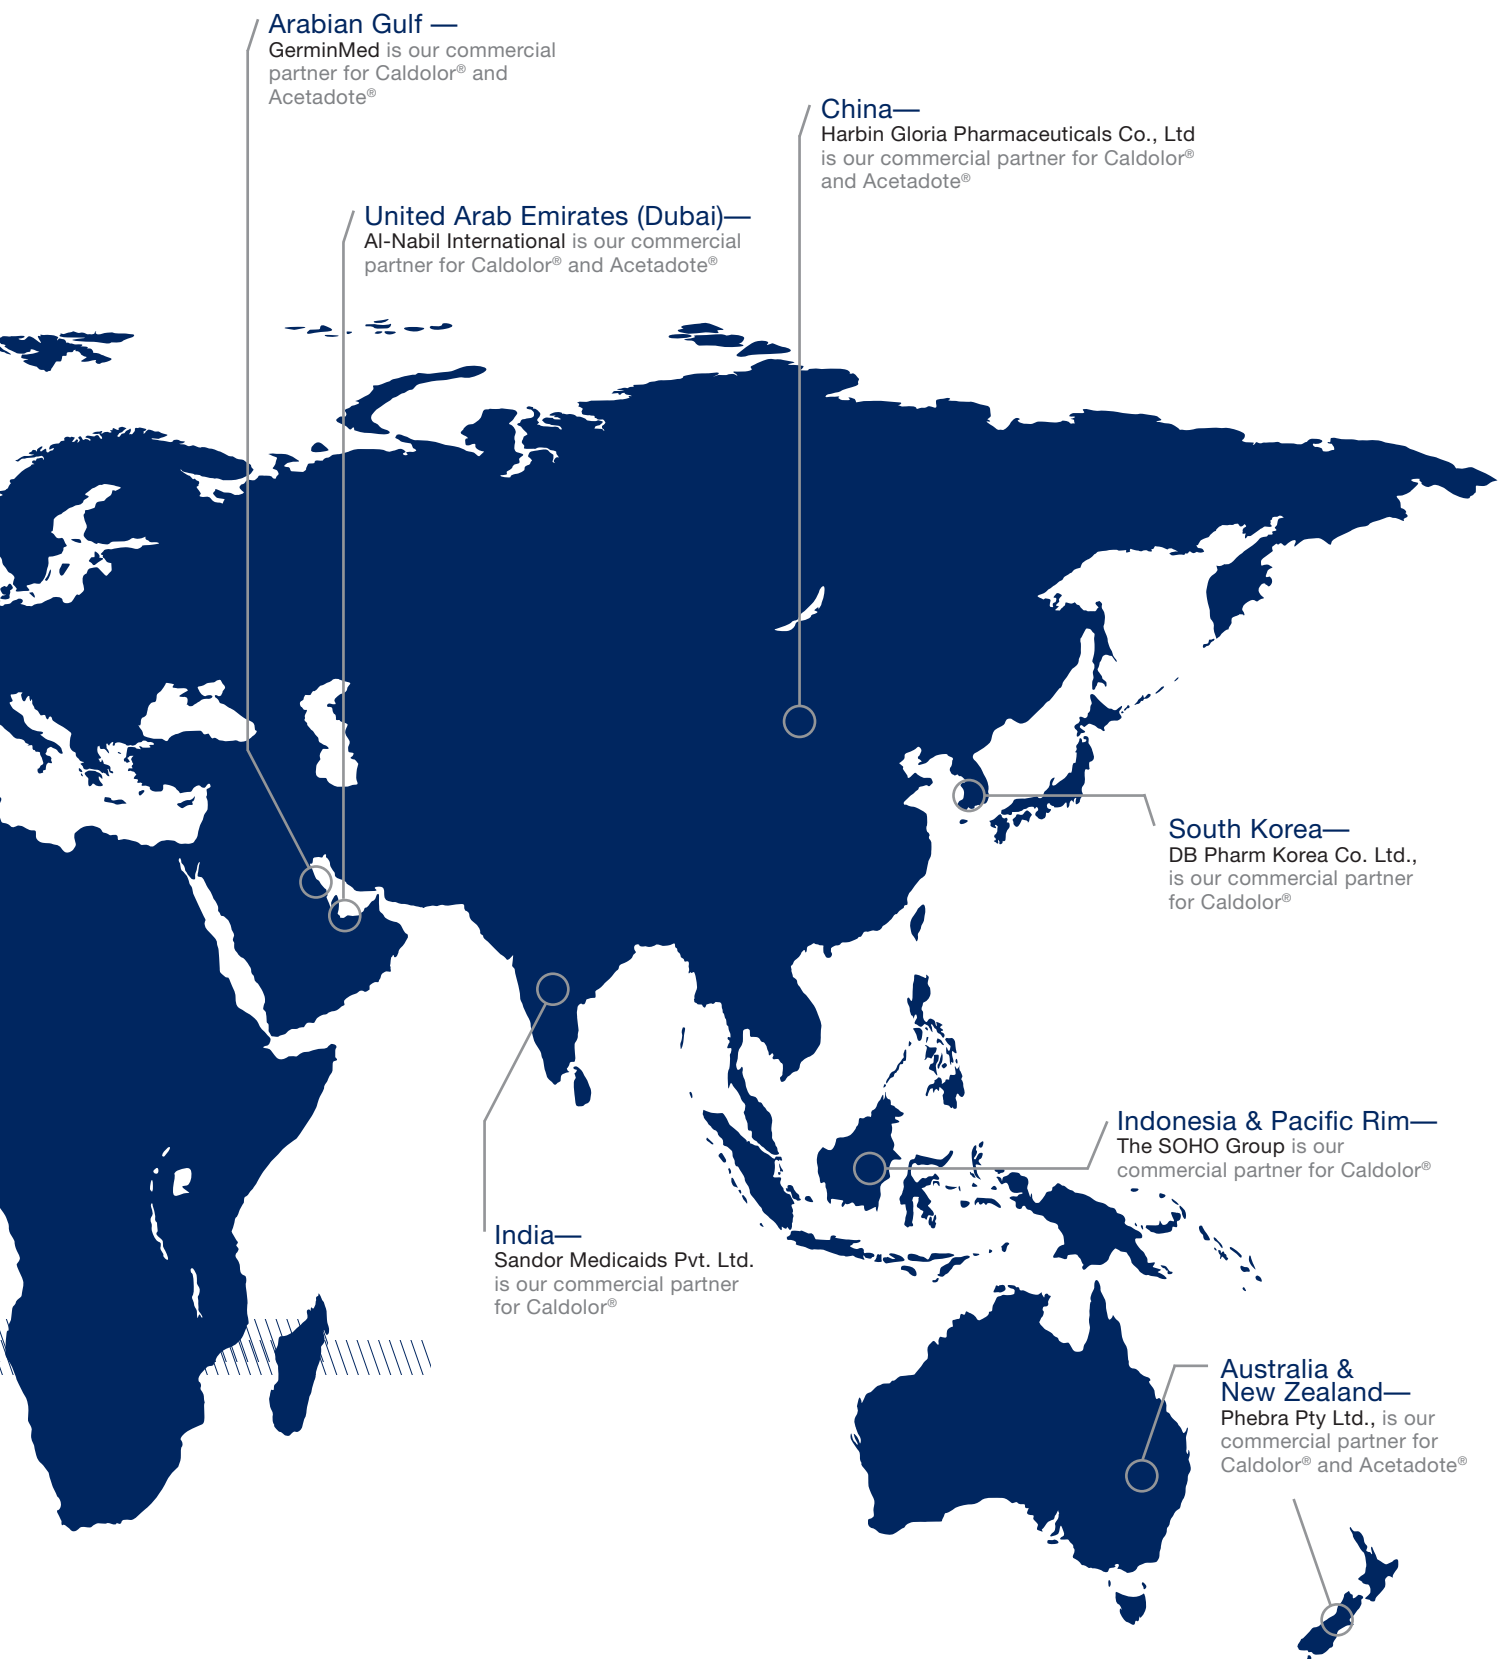 Arabian Gulf —
GerminMed is our commercial
partner for Caldolor® and
Acetadote®
China—
Harbin Gloria Pharmaceuticals Co., Ltd
is our commercial partner for Caldolor®
and Acetadote®
United Arab Emirates (Dubai)—
Al-Nabil International is our commercial
partner for Caldolor® and Acetadote®
South Korea—
DB Pharm Korea Co. Ltd.,
is our commercial partner
for Caldolor®
Indonesia & Pacific Rim—
The SOHO Group is our
commercial partner for Caldolor®
India—
Sandor Medicaids Pvt. Ltd.
is our commercial partner
for Caldolor®
Australia &
New Zealand—
Phebra Pty Ltd., is our
commercial partner for
Caldolor® and Acetadote®